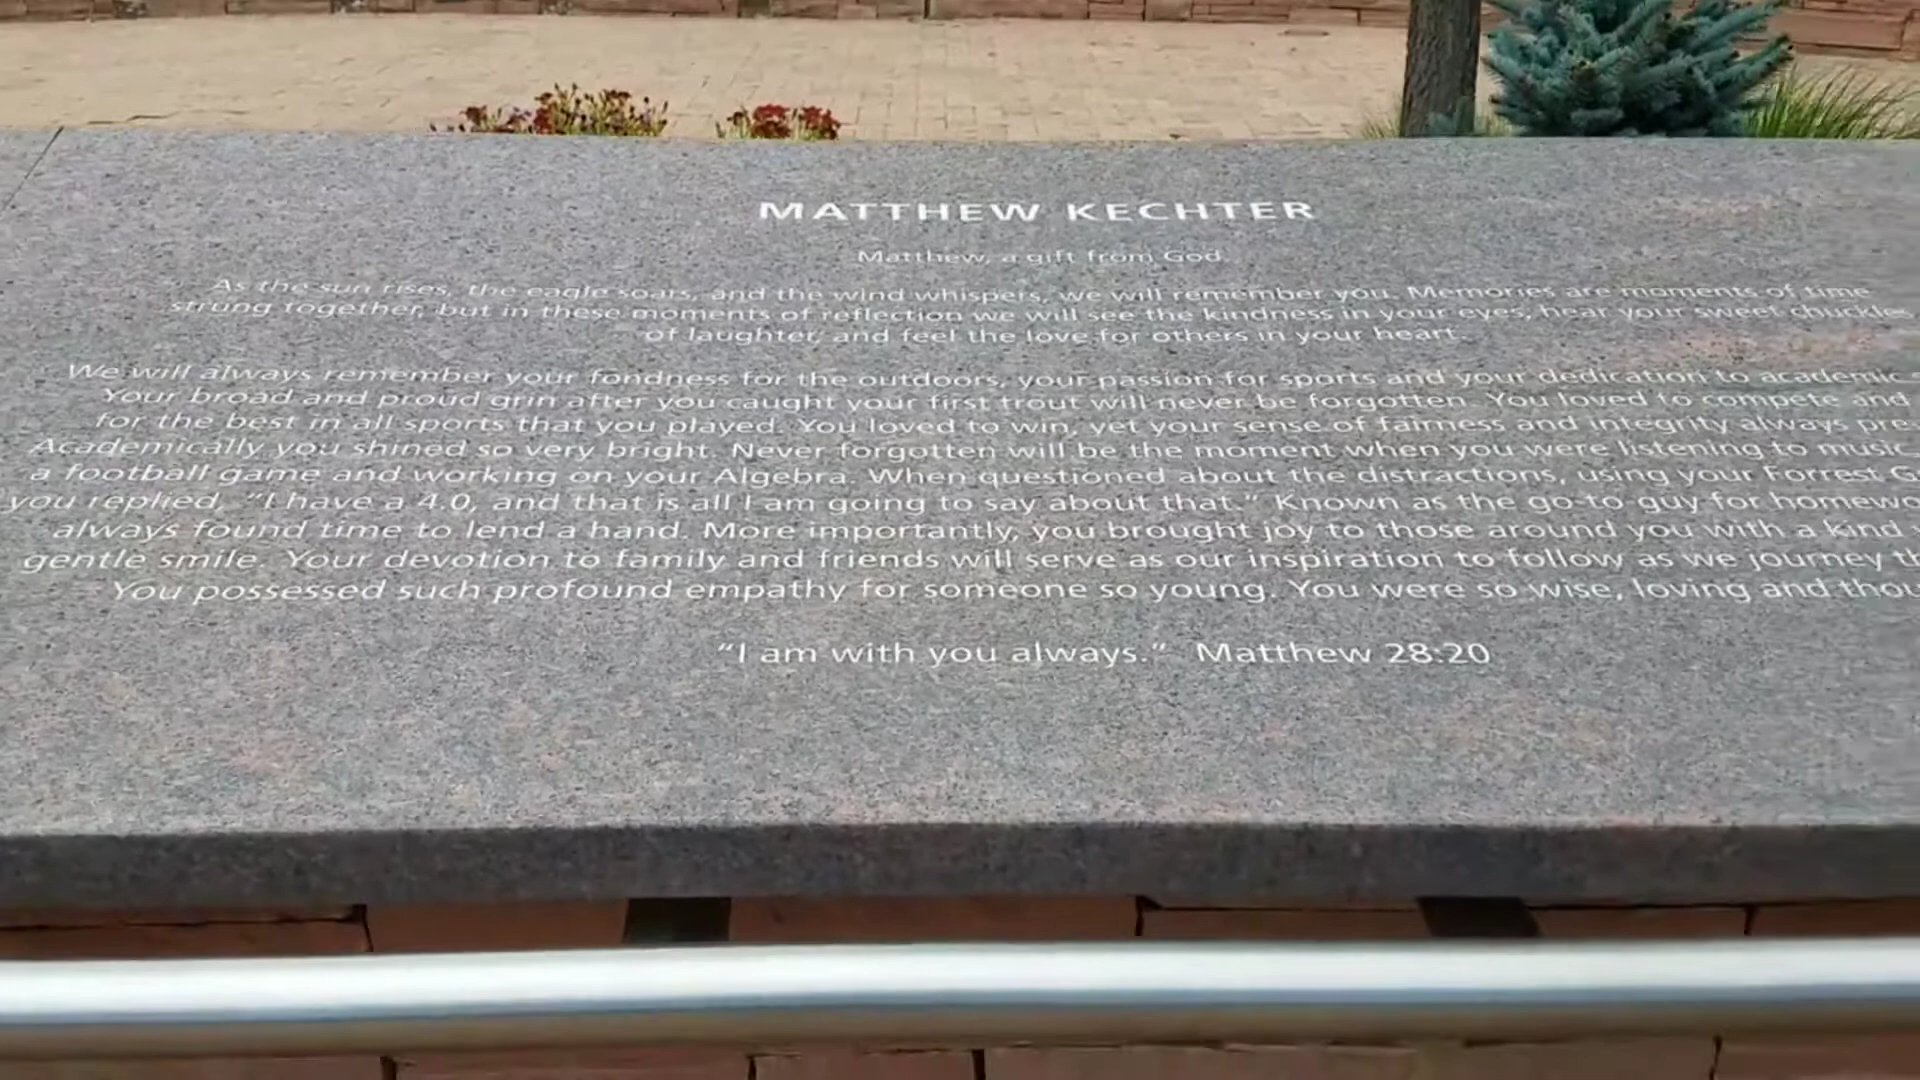 MATTHEW KECHTER
Matthew, a gift from God
As the sun rises, the eagle soars, and the wind whispers, we will remember you. Memories are moments of time
strung together, but in these moments of reflection we will see the kindness in your eyes, hear your sweet chuckles
of laughter, and feel the love for others in your heart.
We will always remember your fondness for the outdoors, your passion for sports and your dedication to academic
Your broad and proud grin after you caught your first trout will never be forgotten. You loved to compete and
for the best in all sports that you played. You loved to win, yet your sense of fairness and integrity always pre
Academically you shined so very bright. Never forgotten will be the moment when you were listening to music,
a football game and working on your Algebra. When questioned about the distractions, using your Forrest G
you replied, “I have a 4.0, and that is all I am going to say about that.” Known as the go-to guy for homewo
always found time to lend a hand. More importantly, you brought joy to those around you with a kind
gentle smile. Your devotion to family and friends will serve as our inspiration to follow as we journey th
You possessed such profound empathy for someone so young. You were so wise, loving and thou
“I am with you always.” Matthew 28:20